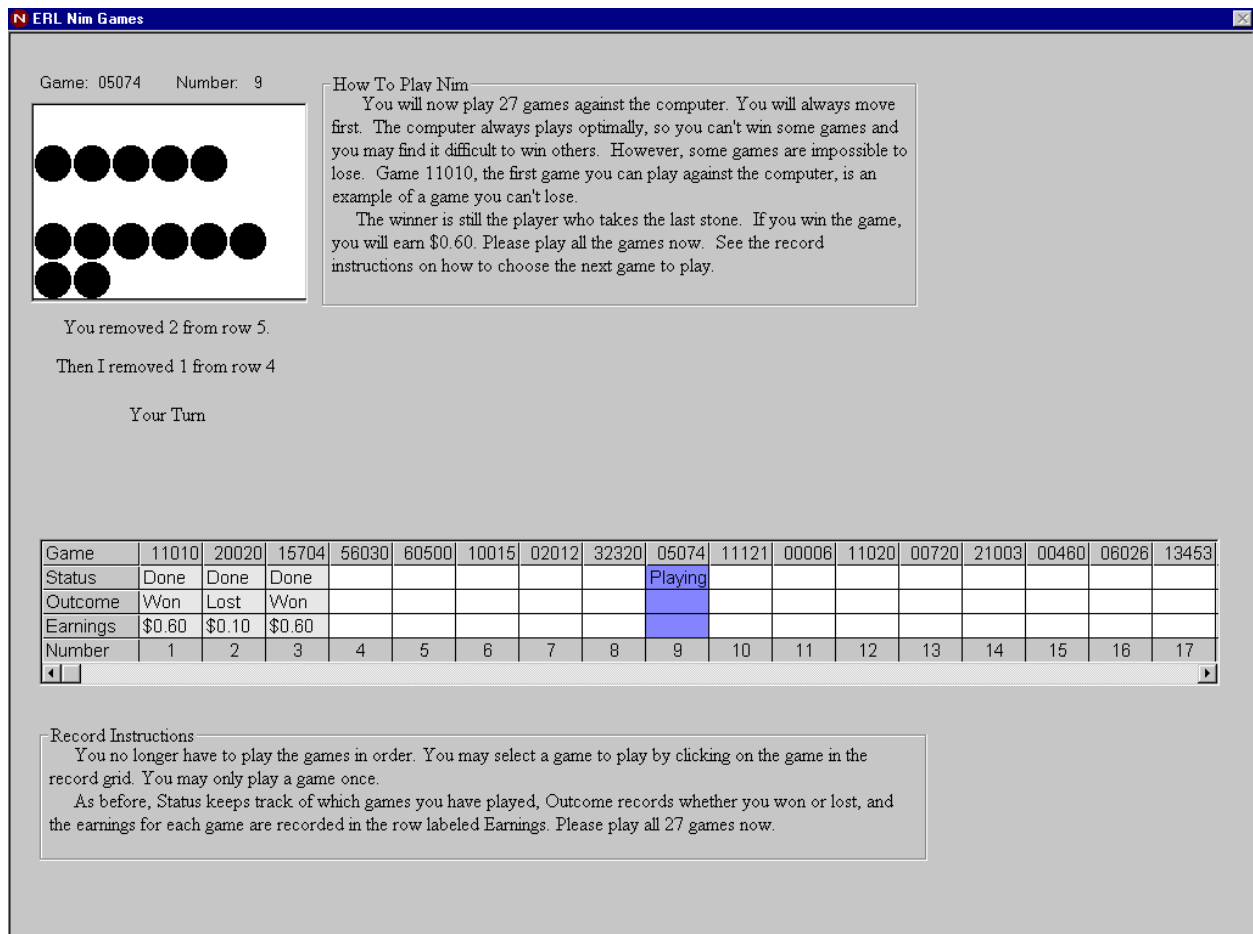 ERL Nim Games
Game: 05074 Number: 9
How To Play Nim
You will now play 27 games against the computer. You will always move
first. The computer always plays optimally, so you can't win some games and
you may find it difficult to win others. However, some games are impossible to
lose. Game 11010, the first game you can play against the computer, is an
example of a game you can't lose.
The winner is still the player who takes the last stone. If you win the game,
you will earn $0.60. Please play all the games now. See the record
instructions on how to choose the next game to play.
You removed 2 from row 5.
Then I removed 1 from row 4
Your Turn
Game 11010 20020 15704 56030 60500 10015 02012 32320 05074 11121 00006 11020 00720 21003 00460 06026 13453
Status Done Done Done Playing
Outcome Won Lost Won
Earnings $0.60 $0.10 $0.60
Number 1 2 3 4 5 6 7 8 9 10 11 12 13 14 15 16 17
Record Instructions
You no longer have to play the games in order. You may select a game to play by clicking on the game in the
record grid. You may only play a game once.
As before, Status keeps track of which games you have played, Outcome records whether you won or lost, and
the earnings for each game are recorded in the row labeled Earnings. Please play all 27 games now.